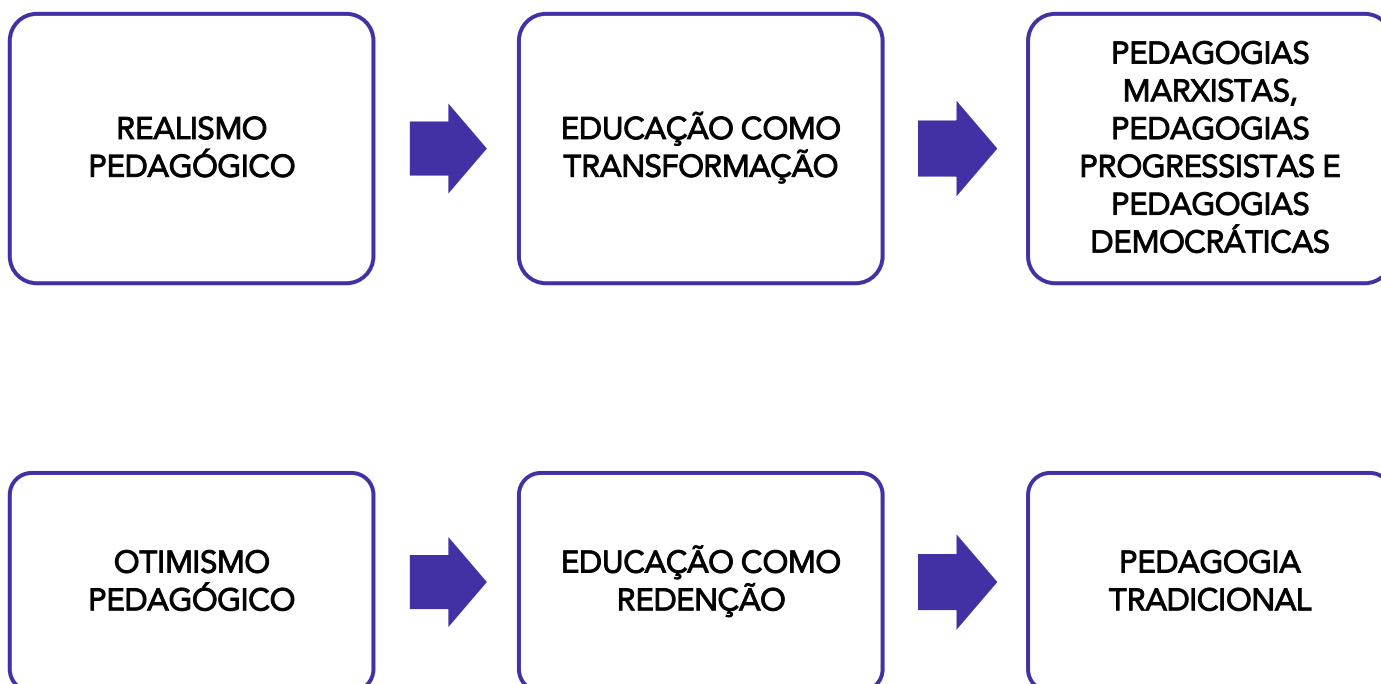 REALISMO
PEDAGÓGICO
EDUCAÇÃO COMO
TRANSFORMAÇÃO
PEDAGOGIAS
MARXISTAS,
PEDAGOGIAS
PROGRESSISTAS E
PEDAGOGIAS
DEMOCRÁTICAS
OTIMISMO
PEDAGÓGICO
EDUCAÇÃO COMO
REDENÇÃO
PEDAGOGIA
TRADICIONAL